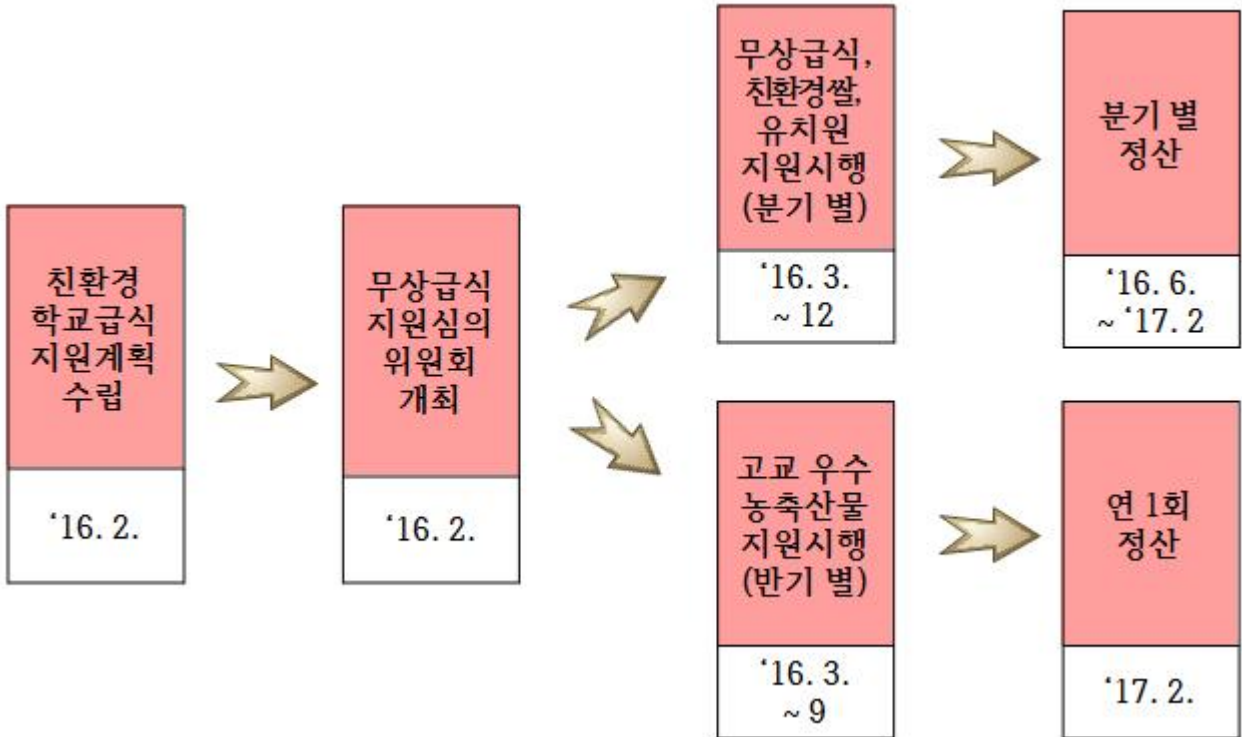 친환경
학교급식
지원계획
수립
‘16. 2.
무상급식
지원심의
위원회
개최
‘16. 2.
무상급식,
친환경쌀,
유치원
지원시행
(분기 별)
‘16. 3.
~ 12
분기 별
정산
‘16. 6.
~ ‘17. 2
고교 우수
농축산물
지원시행
(반기 별)
‘16. 3.
~ 9
연 1회
정산
‘17. 2.